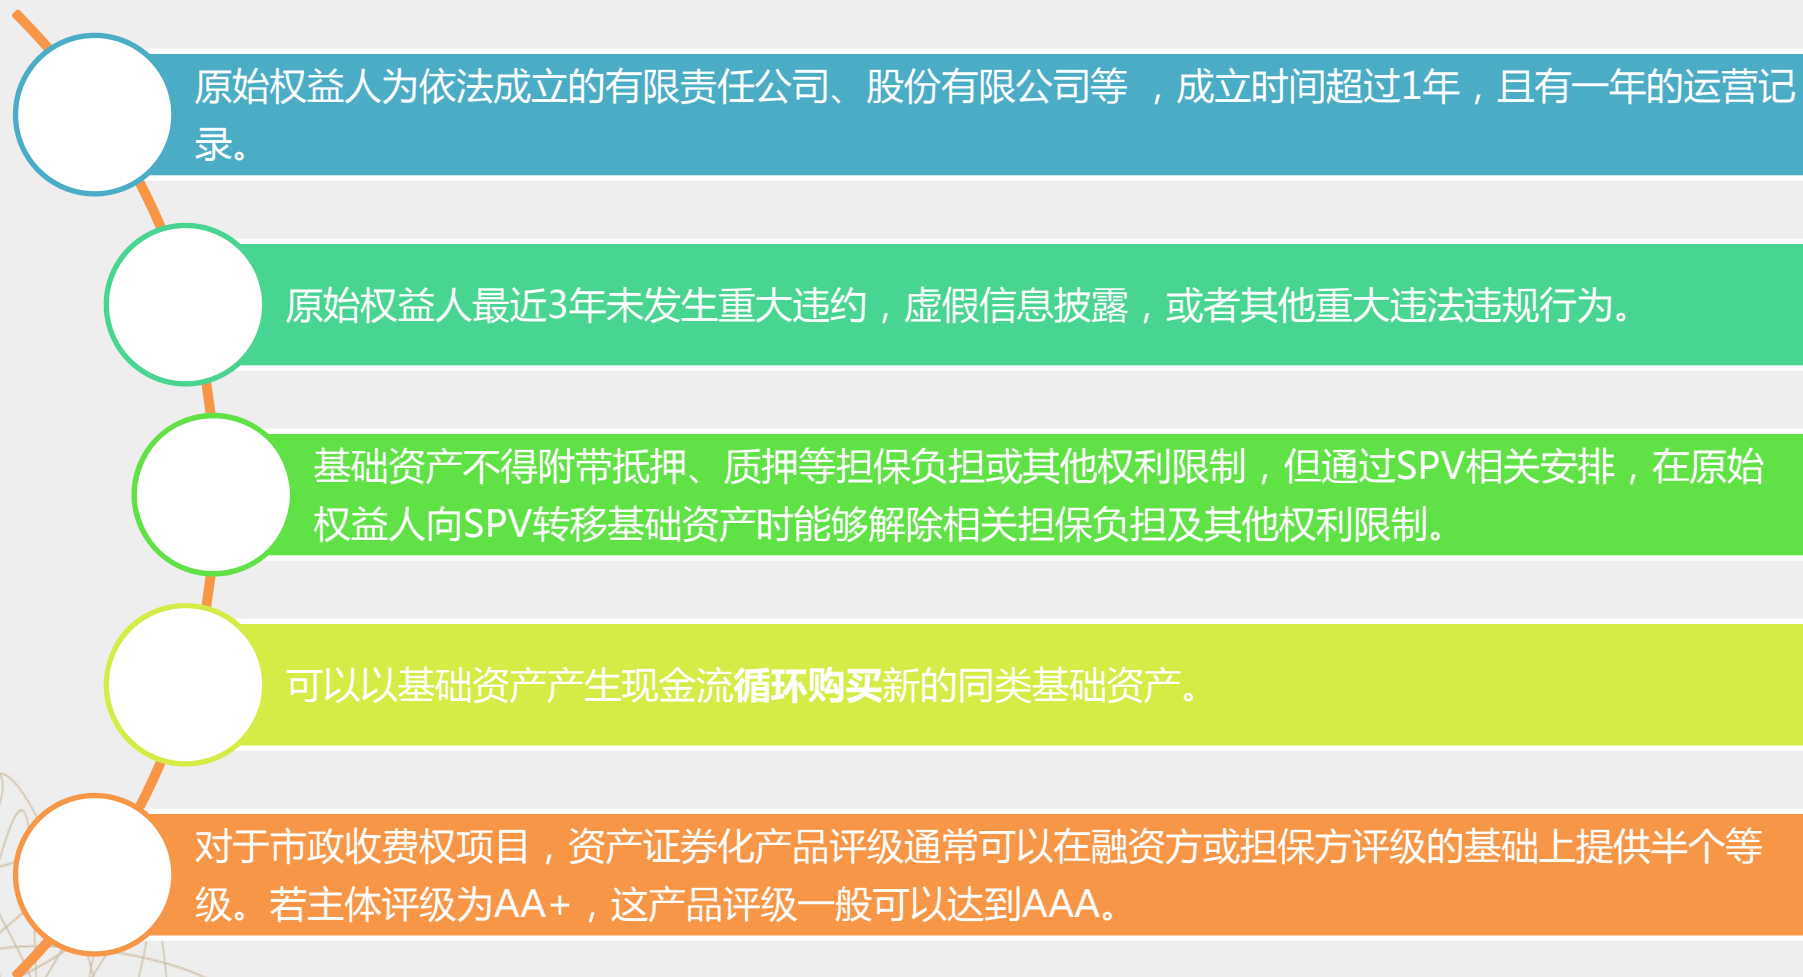 原始权益人为依法成立的有限责任公司、股份有限公司等 ，成立时间超过1年，且有一年的运营记
录。
原始权益人最近3年未发生重大违约，虚假信息披露，或者其他重大违法违规行为。
基础资产不得附带抵押、质押等担保负担或其他权利限制，但通过SPV相关安排，在原始
权益人向SPV转移基础资产时能够解除相关担保负担及其他权利限制。
可以以基础资产产生现金流循环购买新的同类基础资产。
对于市政收费权项目，资产证券化产品评级通常可以在融资方或担保方评级的基础上提供半个等
级。若主体评级为AA+，这产品评级一般可以达到AAA。